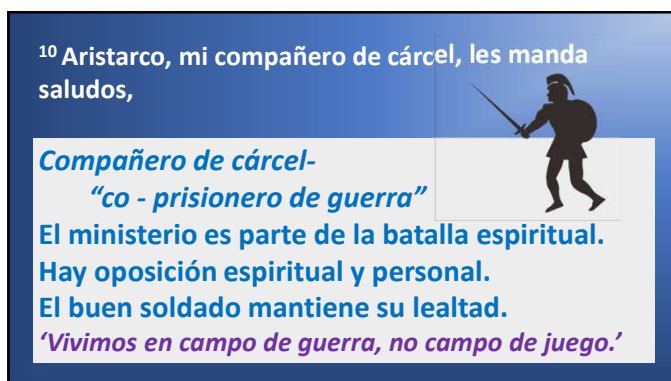 10 Aristarco, mi compañero de cárcel, les manda
saludos,
Compañero de cárcel-
“co - prisionero de guerra”
El ministerio es parte de la batalla espiritual.
Hay oposición espiritual y personal.
El buen soldado mantiene su lealtad.
‘Vivimos en campo de guerra, no campo de juego.’